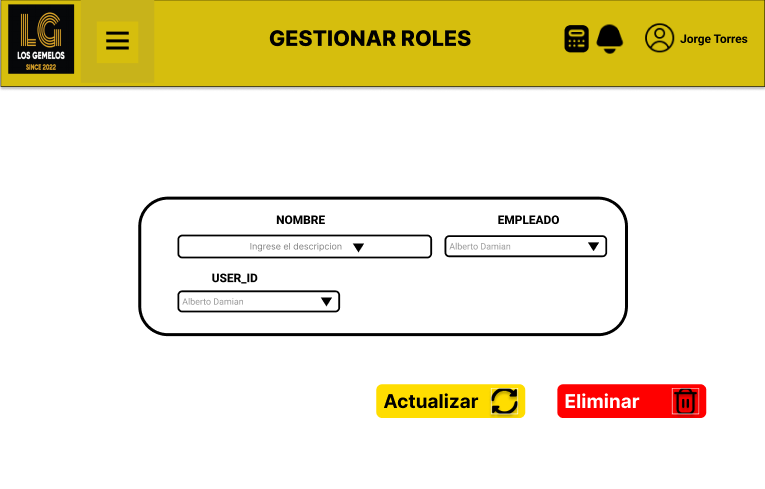 LG
LOS GEMELOS
SINCE 2022
GESTIONAR ROLES
Jorge Torres
NOMBRE
EMPLEADO
Ingrese el descripcion
Alberto Damian
USER_ID
Alberto Damian
Actualizar
Eliminar